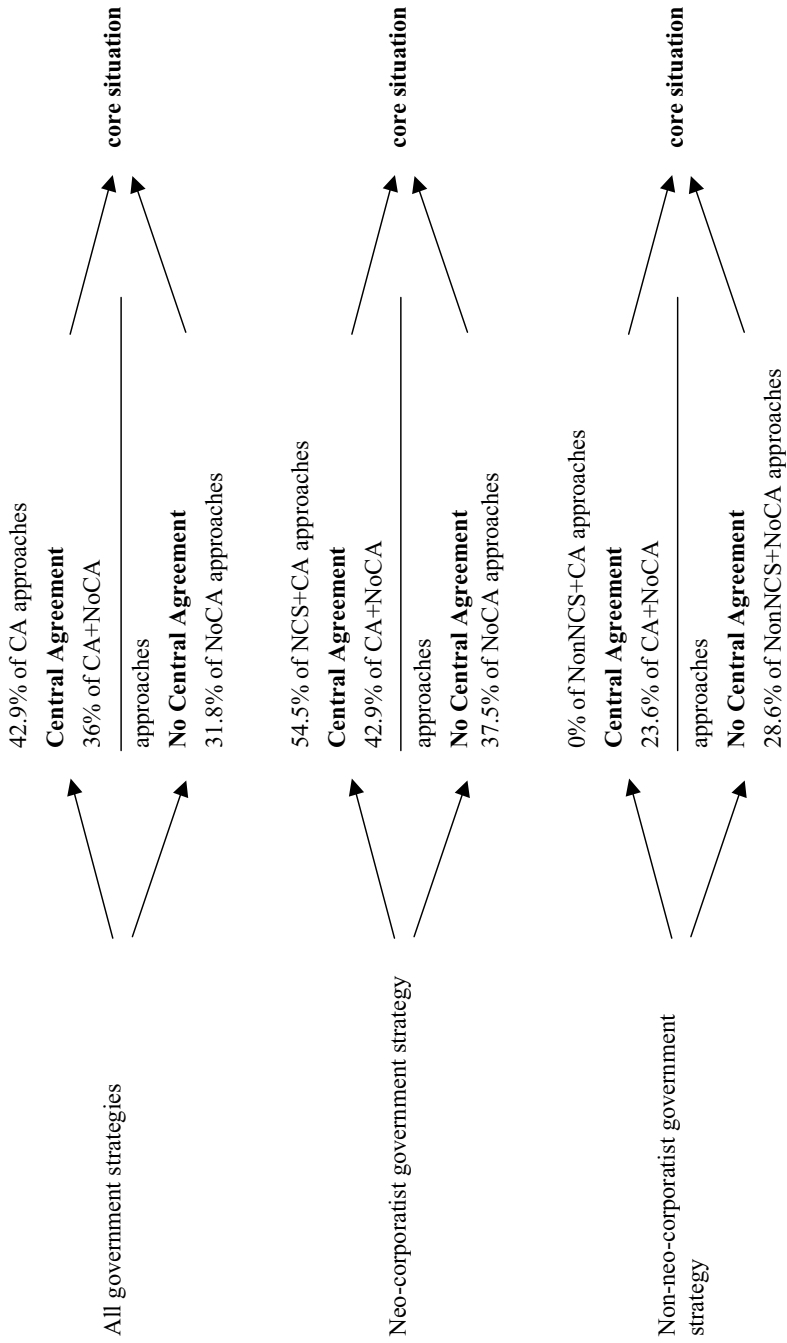 42.9% of CA approaches
Central Agreement
36% of CA+NoCA
approaches
No Central Agreement
31.8% of NoCA approaches
All government strategies
core situation
54.5% of NCS+CA approaches
Central Agreement
42.9% of CA+NoCA
approaches
No Central Agreement
37.5% of NoCA approaches
Neo-corporatist government strategy
core situation
0% of NonNCS+CA approaches
Central Agreement
23.6% of CA+NoCA
approaches
No Central Agreement
28.6% of NonNCS+NoCA approaches
Non-neo-corporatist government
strategy
core situation